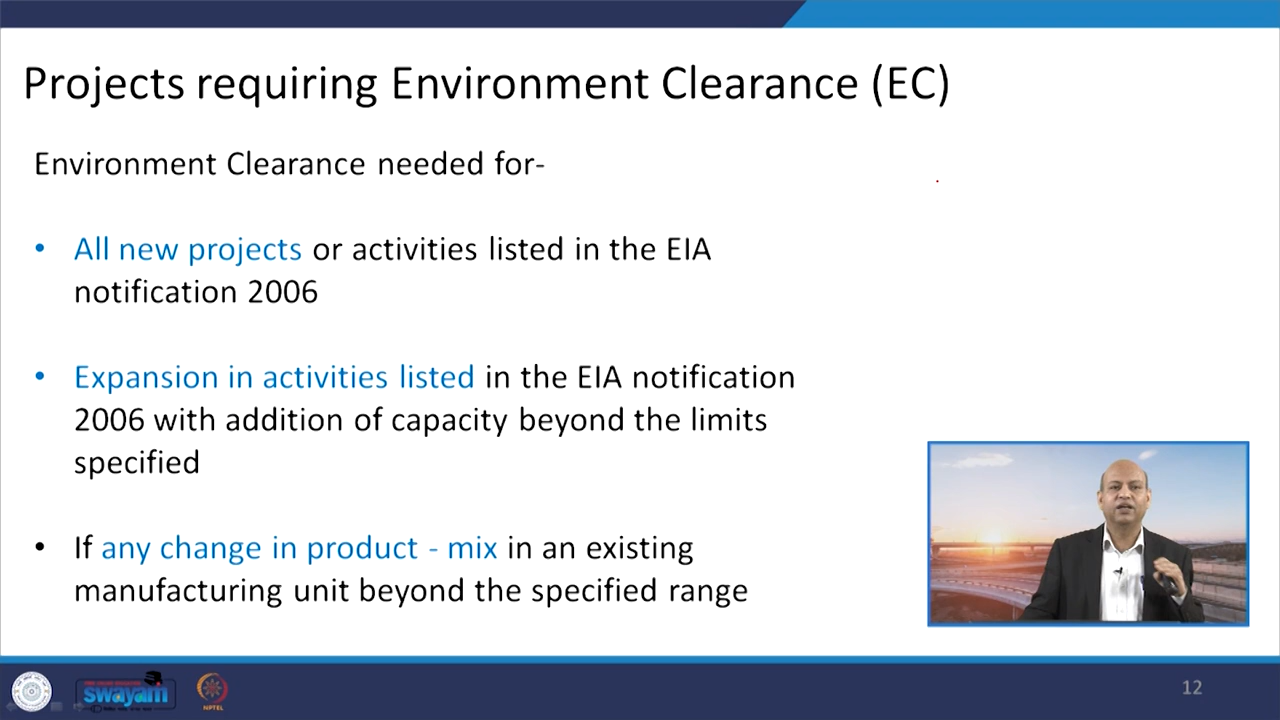 Projects requiring Environment Clearance (EC)
Environment Clearance needed for-
• All new projects or activities listed in the EIA
notification 2006
• Expansion in activities listed in the EIA notification
2006 with addition of capacity beyond the limits
specified
• If any change in product - mix in an existing
manufacturing unit beyond the specified range
swayam
NPTEL
12